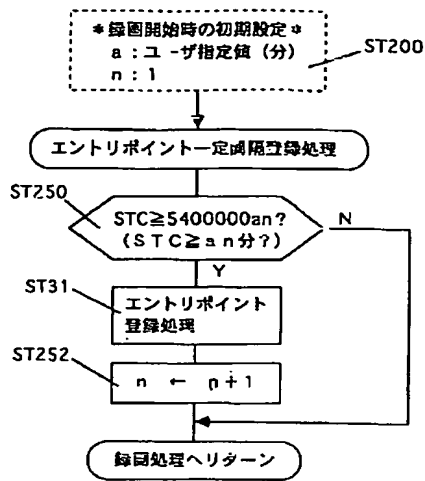 ＊録画開始時の初期設定＊
a：ユーザ指定値（分）
n：1
ST200
エントリポイント一定間隔登録処理
ST250
STC≧5400000an?
(STC≧an分?)
N
Y
ST31
エントリポイント
登録処理
ST252
n ← n+1
録画処理へリターン